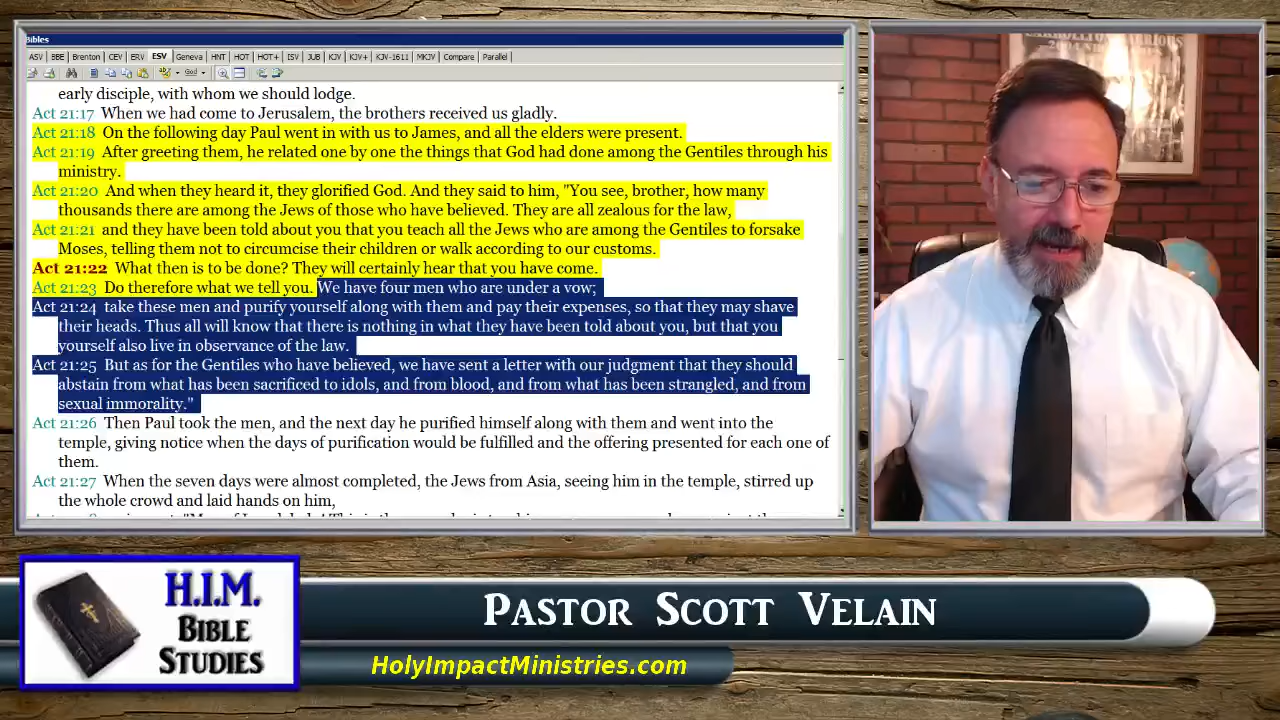 Bibles
ASV BBE Brenton CEV ERV ESV Geneva HNT HOT HOT+ ISV JUB KJV KJV+ KJV-1611 MKJV Compare Parallel
God
early disciple, with whom we should lodge.
Act 21:17 When we had come to Jerusalem, the brothers received us gladly.
Act 21:18 On the following day Paul went in with us to James, and all the elders were present.
Act 21:19 After greeting them, he related one by one the things that God had done among the Gentiles through his
ministry.
Act 21:20 And when they heard it, they glorified God. And they said to him, "You see, brother, how many
thousands there are among the Jews of those who have believed. They are all zealous for the law,
Act 21:21 and they have been told about you that you teach all the Jews who are among the Gentiles to forsake
Moses, telling them not to circumcise their children or walk according to our customs.
Act 21:22 What then is to be done? They will certainly hear that you have come.
Act 21:23 Do therefore what we tell you. We have four men who are under a vow;
Act 21:24 take these men and purify yourself along with them and pay their expenses, so that they may shave
their heads. Thus all will know that there is nothing in what they have been told about you, but that you
yourself also live in observance of the law.
Act 21:25 But as for the Gentiles who have believed, we have sent a letter with our judgment that they should
abstain from what has been sacrificed to idols, and from blood, and from what has been strangled, and from
sexual immorality."
Act 21:26 Then Paul took the men, and the next day he purified himself along with them and went into the
temple, giving notice when the days of purification would be fulfilled and the offering presented for each one of
them.
Act 21:27 When the seven days were almost completed, the Jews from Asia, seeing him in the temple, stirred up
the whole crowd and laid hands on him,
H.I.M.
BIBLE
STUDIES
PASTOR SCOTT VELAIN
HolyImpactMinistries.com